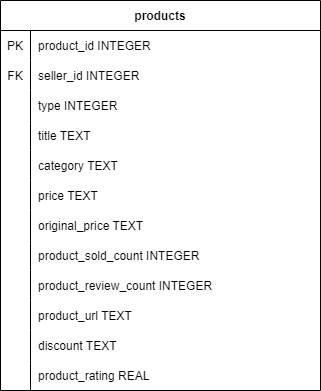 products
PK product_id INTEGER
FK seller_id INTEGER
type INTEGER
title TEXT
category TEXT
price TEXT
original_price TEXT
product_sold_count INTEGER
product_review_count INTEGER
product_url TEXT
discount TEXT
product_rating REAL